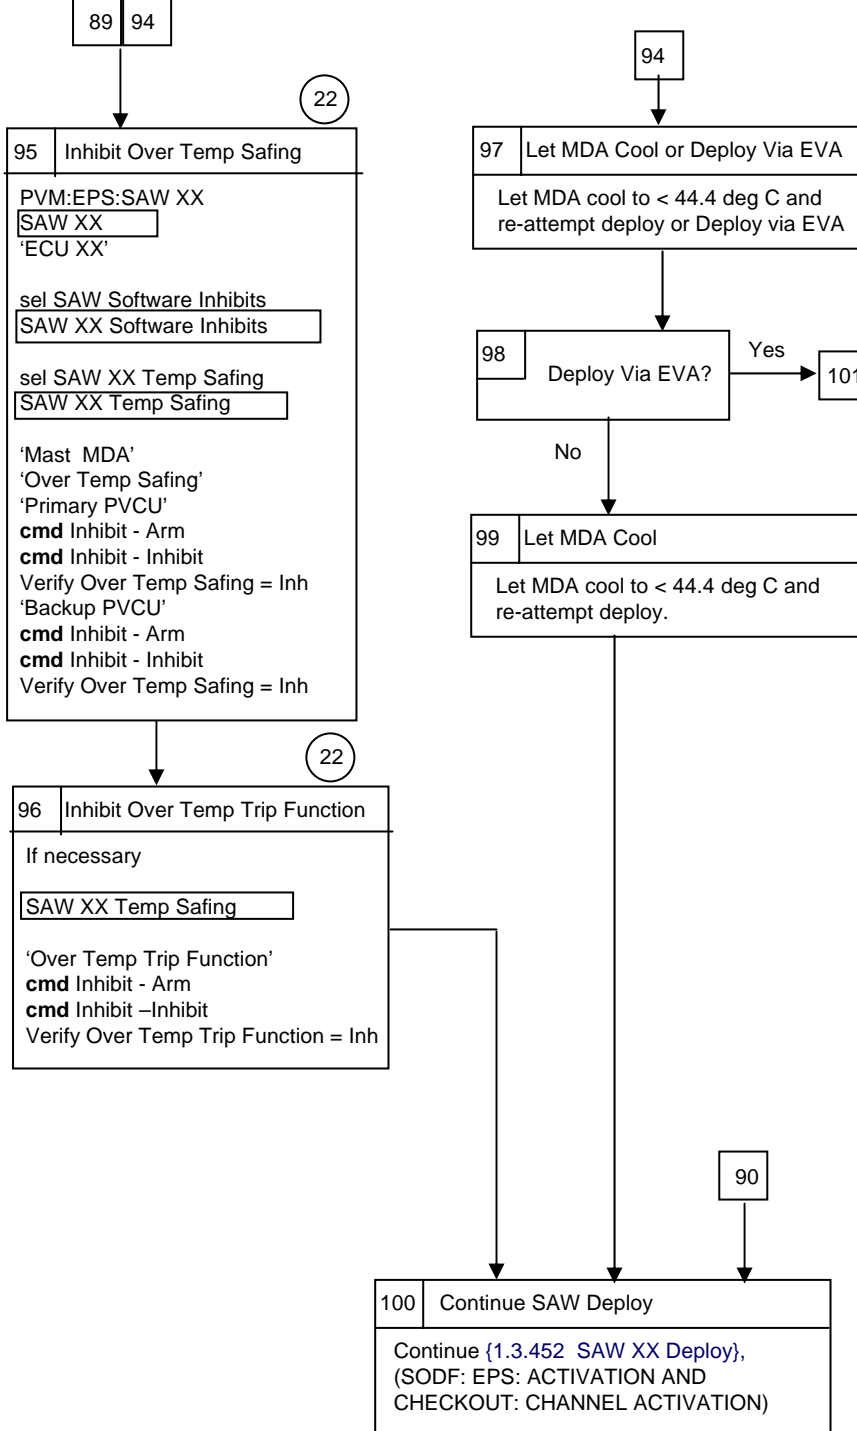 89 94
22
95 Inhibit Over Temp Safing
PVM:EPS:SAW XX
SAW XX
‘ECU XX’
sel SAW Software Inhibits
SAW XX Software Inhibits
sel SAW XX Temp Safing
SAW XX Temp Safing
‘Mast  MDA’
‘Over Temp Safing’
‘Primary PVCU’
cmd Inhibit - Arm
cmd Inhibit - Inhibit
Verify Over Temp Safing = Inh
‘Backup PVCU’
cmd Inhibit - Arm
cmd Inhibit - Inhibit
Verify Over Temp Safing = Inh
22
96 Inhibit Over Temp Trip Function
If necessary
SAW XX Temp Safing
‘Over Temp Trip Function’
cmd Inhibit - Arm
cmd Inhibit –Inhibit
Verify Over Temp Trip Function = Inh
94
97 Let MDA Cool or Deploy Via EVA
Let MDA cool to < 44.4 deg C and
re-attempt deploy or Deploy via EVA
98
Deploy Via EVA?
Yes
101
No
99 Let MDA Cool
Let MDA cool to < 44.4 deg C and
re-attempt deploy.
90
100 Continue SAW Deploy
Continue {1.3.452  SAW XX Deploy},
(SODF: EPS: ACTIVATION AND
CHECKOUT: CHANNEL ACTIVATION)